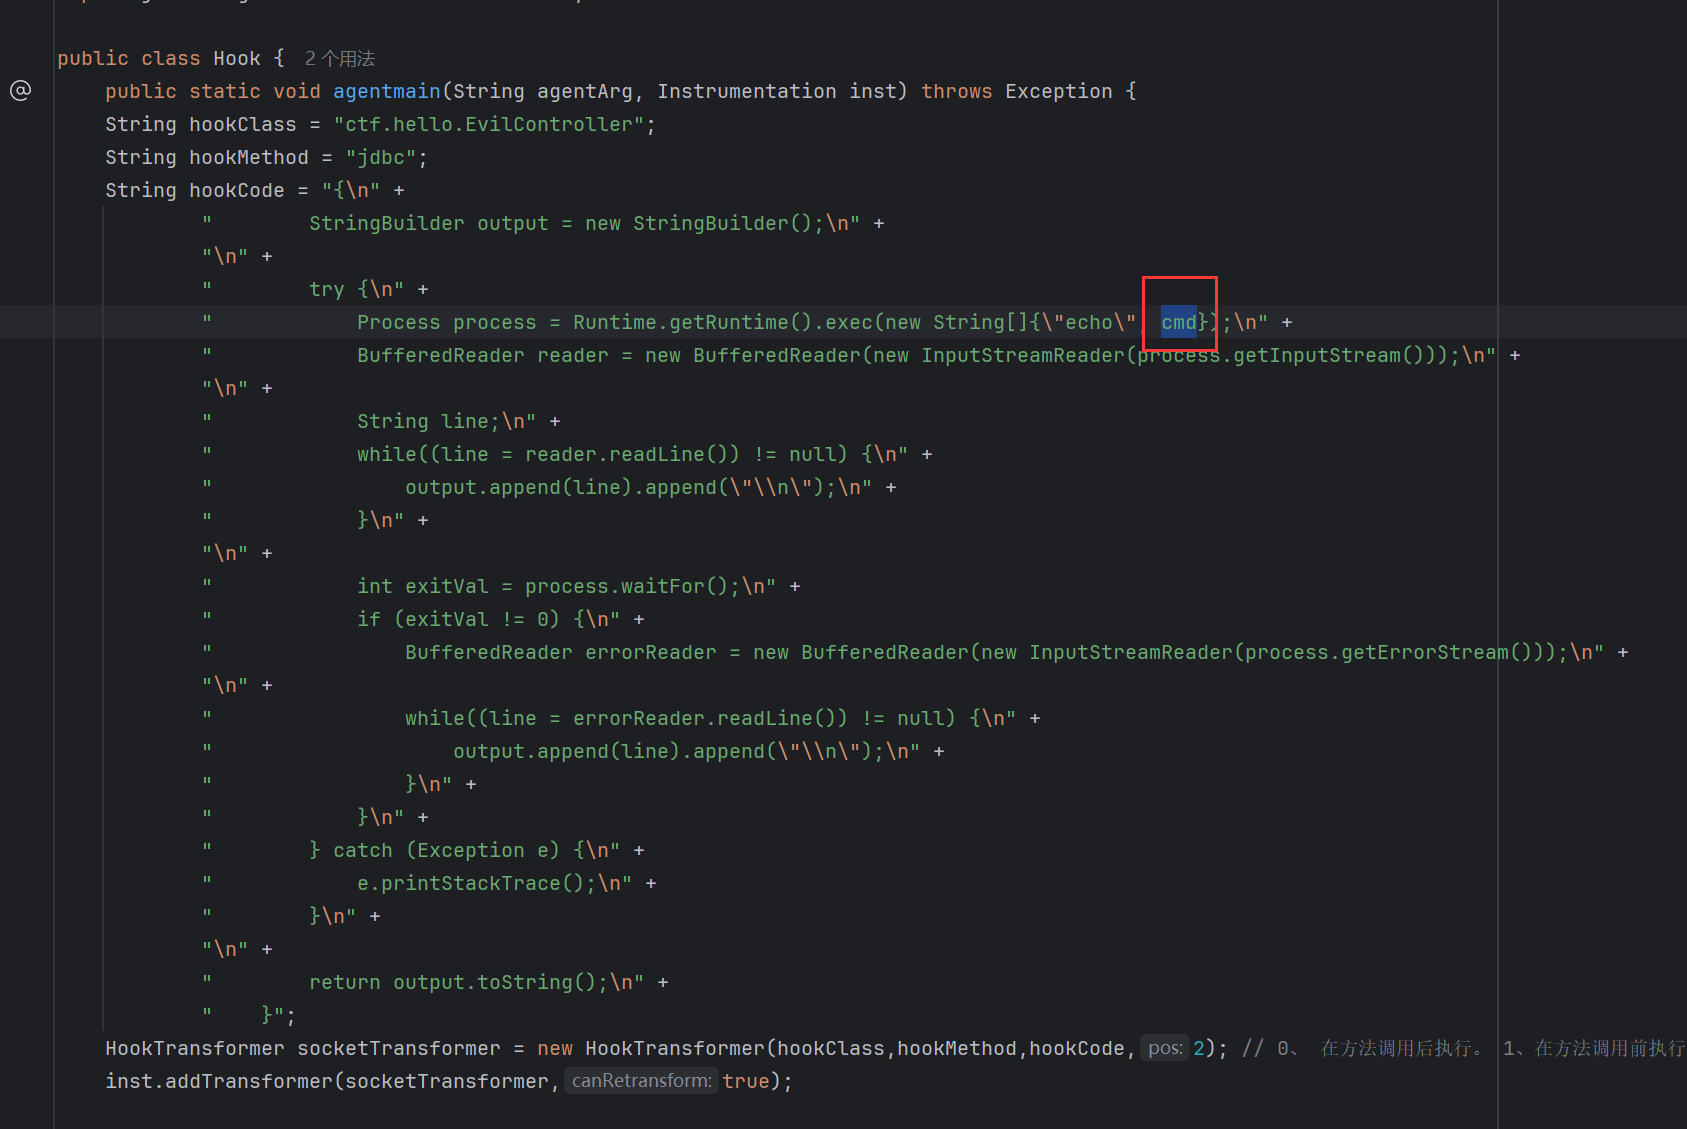 public class Hook { 2 个用法
@ public static void agentmain(String agentArg, Instrumentation inst) throws Exception {
String hookClass = "ctf.hello.EvilController";
String hookMethod = "jdbc";
String hookCode = "{\n" +
"        StringBuilder output = new StringBuilder();\n" +
"\n" +
"        try {\n" +
"            Process process = Runtime.getRuntime().exec(new String[]{\"echo\", cmd});\n" +
"            BufferedReader reader = new BufferedReader(new InputStreamReader(process.getInputStream()));\n" +
"\n" +
"            String line;\n" +
"            while((line = reader.readLine()) != null) {\n" +
"                output.append(line).append(\"\\n\");\n" +
"            }\n" +
"\n" +
"            int exitVal = process.waitFor();\n" +
"            if (exitVal != 0) {\n" +
"                BufferedReader errorReader = new BufferedReader(new InputStreamReader(process.getErrorStream()));\n" +
"\n" +
"                while((line = errorReader.readLine()) != null) {\n" +
"                    output.append(line).append(\"\\n\");\n" +
"                }\n" +
"            }\n" +
"        } catch (Exception e) {\n" +
"            e.printStackTrace();\n" +
"        }\n" +
"\n" +
"        return output.toString();\n" +
"    }";
HookTransformer socketTransformer = new HookTransformer(hookClass,hookMethod,hookCode, pos: 2); // 0、 在方法调用后执行。 1、在方法调用前执行
inst.addTransformer(socketTransformer, canRetransform: true);